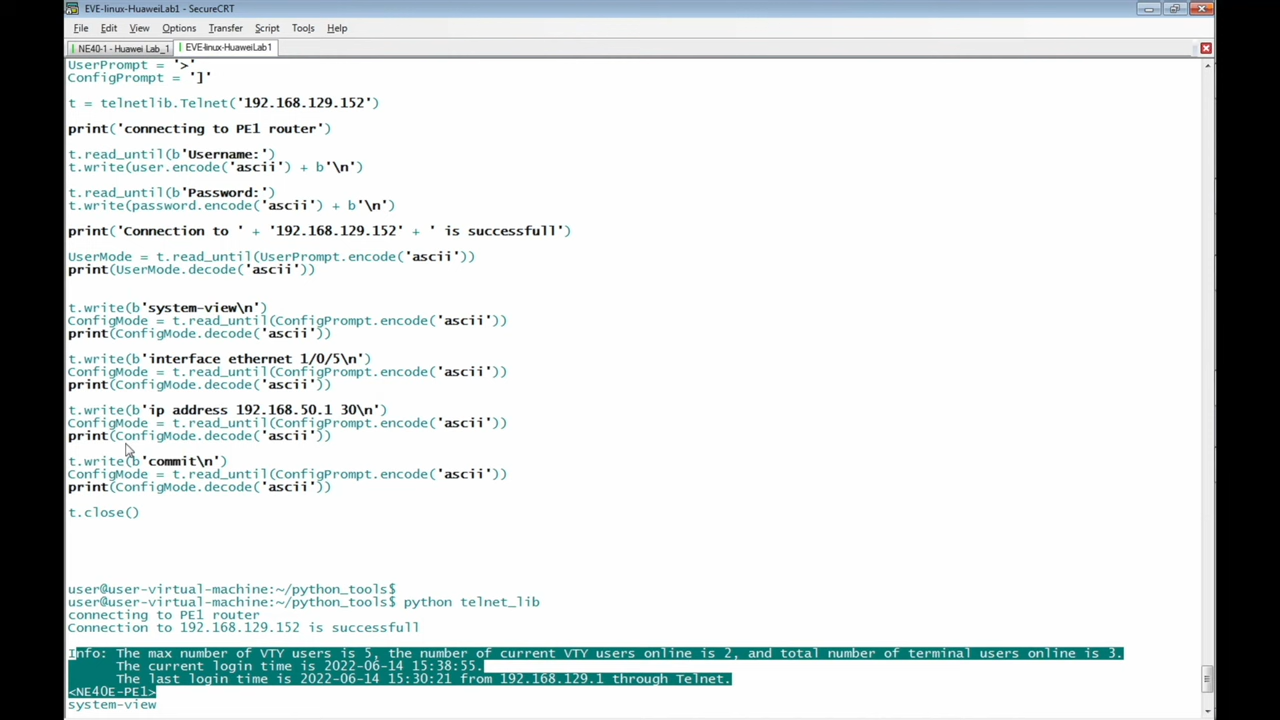 EVE-linux-HuaweiLab1 - SecureCRT
File Edit View Options Transfer Script Tools Help
NE40-1 - Huawei Lab_1 EVE-linux-HuaweiLab1
UserPrompt = '>'
ConfigPrompt = ']'
t = telnetlib.Telnet('192.168.129.152')
print('connecting to PE1 router')
t.read_until(b'Username:')
t.write(user.encode('ascii') + b'\n')
t.read_until(b'Password:')
t.write(password.encode('ascii') + b'\n')
print('Connection to ' + '192.168.129.152' + ' is successfull')
UserMode = t.read_until(UserPrompt.encode('ascii'))
print(UserMode.decode('ascii'))
t.write(b'system-view\n')
ConfigMode = t.read_until(ConfigPrompt.encode('ascii'))
print(ConfigMode.decode('ascii'))
t.write(b'interface ethernet 1/0/5\n')
ConfigMode = t.read_until(ConfigPrompt.encode('ascii'))
print(ConfigMode.decode('ascii'))
t.write(b'ip address 192.168.50.1 30\n')
ConfigMode = t.read_until(ConfigPrompt.encode('ascii'))
print(ConfigMode.decode('ascii'))
t.write(b'commit\n')
ConfigMode = t.read_until(ConfigPrompt.encode('ascii'))
print(ConfigMode.decode('ascii'))
t.close()
user@user-virtual-machine:~/python_tools$
user@user-virtual-machine:~/python_tools$ python telnet_lib
connecting to PE1 router
Connection to 192.168.129.152 is successfull
Info: The max number of VTY users is 5, the number of current VTY users online is 2, and total number of terminal users online is 3.
The current login time is 2022-06-14 15:38:55.
The last login time is 2022-06-14 15:30:21 from 192.168.129.1 through Telnet.
<NE40E-PE1>
system-view